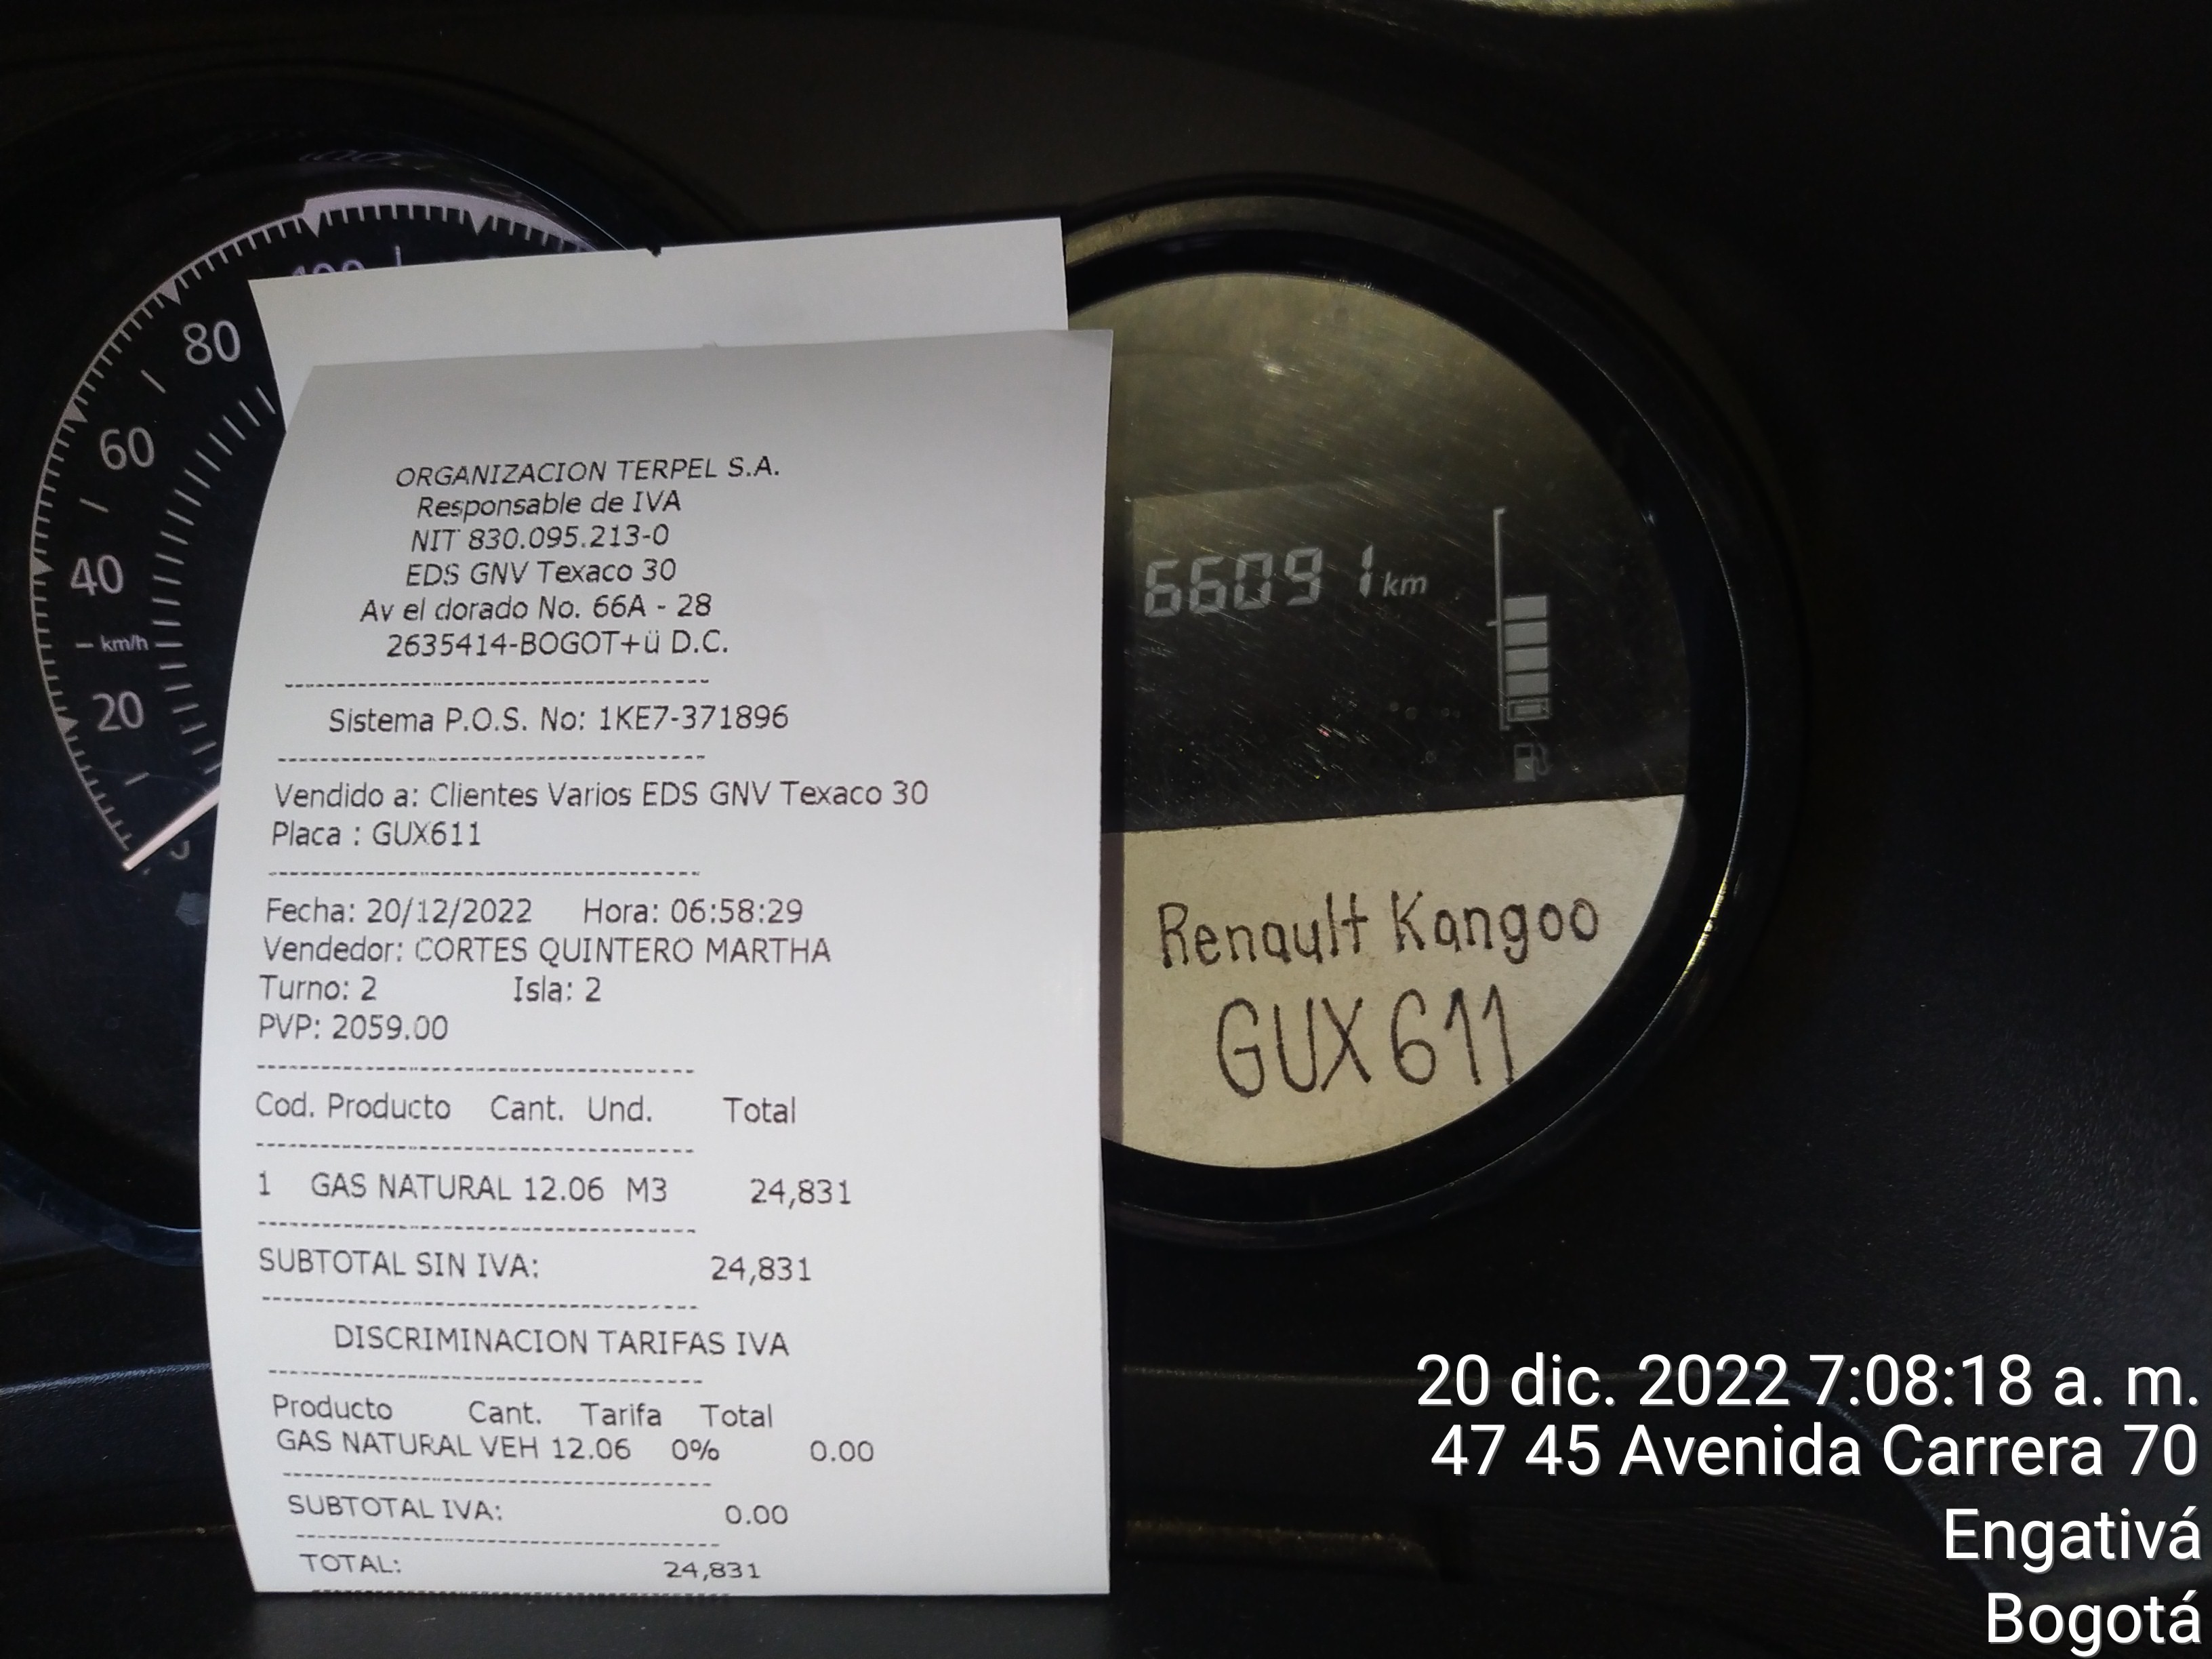 80
60
40
km/h
20
ORGANIZACION TERPEL S.A.
Responsable de IVA
NIT 830.095.213-0
EDS GNV Texaco 30
Av el dorado No. 66A - 28
2635414-BOGOT+ü D.C.
Sistema P.O.S. No: 1KE7-371896
Vendido a: Clientes Varios EDS GNV Texaco 30
Placa : GUX611
Fecha: 20/12/2022 Hora: 06:58:29
Vendedor: CORTES QUINTERO MARTHA
Turno: 2 Isla: 2
PVP: 2059.00
Cod. Producto Cant. Und. Total
1 GAS NATURAL 12.06 M3 24,831
SUBTOTAL SIN IVA: 24,831
DISCRIMINACION TARIFAS IVA
Producto Cant. Tarifa Total
GAS NATURAL VEH 12.06 0% 0.00
SUBTOTAL IVA: 0.00
TOTAL: 24,831
66091 km
Renault Kangoo
GUX611
20 dic. 2022 7:08:18 a. m.
47 45 Avenida Carrera 70
Engativá
Bogotá